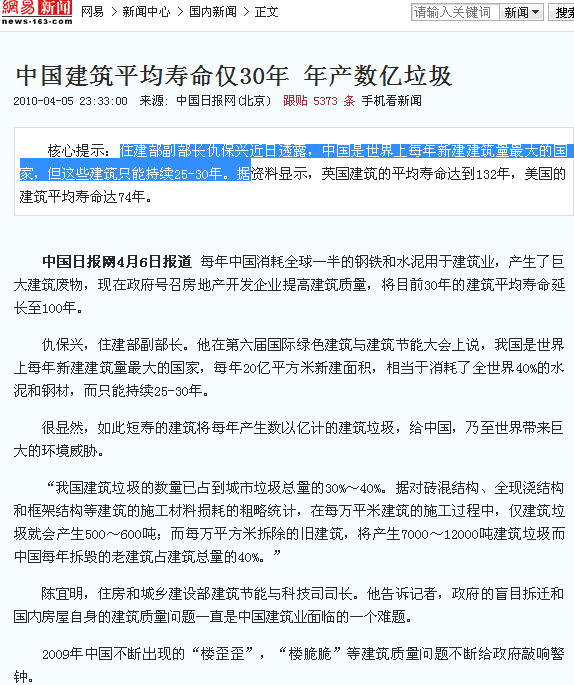 網易 新闻
news·163·com
网易 > 新闻中心 > 国内新闻 > 正文
请输入关键词 新闻 搜索
中国建筑平均寿命仅30年 年产数亿垃圾
2010-04-05 23:33:00 来源: 中国日报网(北京) 跟贴 5373 条 手机看新闻
核心提示：住建部副部长仇保兴近日透露，中国是世界上每年新建建筑量最大的国
家，但这些建筑只能持续25-30年。据资料显示，英国建筑的平均寿命达到132年，美国的
建筑平均寿命达74年。
中国日报网4月6日报道 每年中国消耗全球一半的钢铁和水泥用于建筑业，产生了巨
大建筑废物，现在政府号召房地产开发企业提高建筑质量，将目前30年的建筑平均寿命延
长至100年。
仇保兴，住建部副部长。他在第六届国际绿色建筑与建筑节能大会上说，我国是世界
上每年新建建筑量最大的国家，每年20亿平方米新建面积，相当于消耗了全世界40%的水
泥和钢材，而只能持续25-30年。
很显然，如此短寿的建筑将每年产生数以亿计的建筑垃圾，给中国，乃至世界带来巨
大的环境威胁。
“我国建筑垃圾的数量已占到城市垃圾总量的30%～40%。据对砖混结构、全现浇结构
和框架结构等建筑的施工材料损耗的粗略统计，在每万平米建筑的施工过程中，仅建筑垃
圾就会产生500～600吨；而每万平方米拆除的旧建筑，将产生7000～12000吨建筑垃圾而
中国每年拆毁的老建筑占建筑总量的40%。”
陈宜明，住房和城乡建设部建筑节能与科技司司长。他告诉记者，政府的盲目拆迁和
国内房屋自身的建筑质量问题一直是中国建筑业面临的一个难题。
2009年中国不断出现的“楼歪歪”，“楼脆脆”等建筑质量问题不断给政府敲响警
钟。